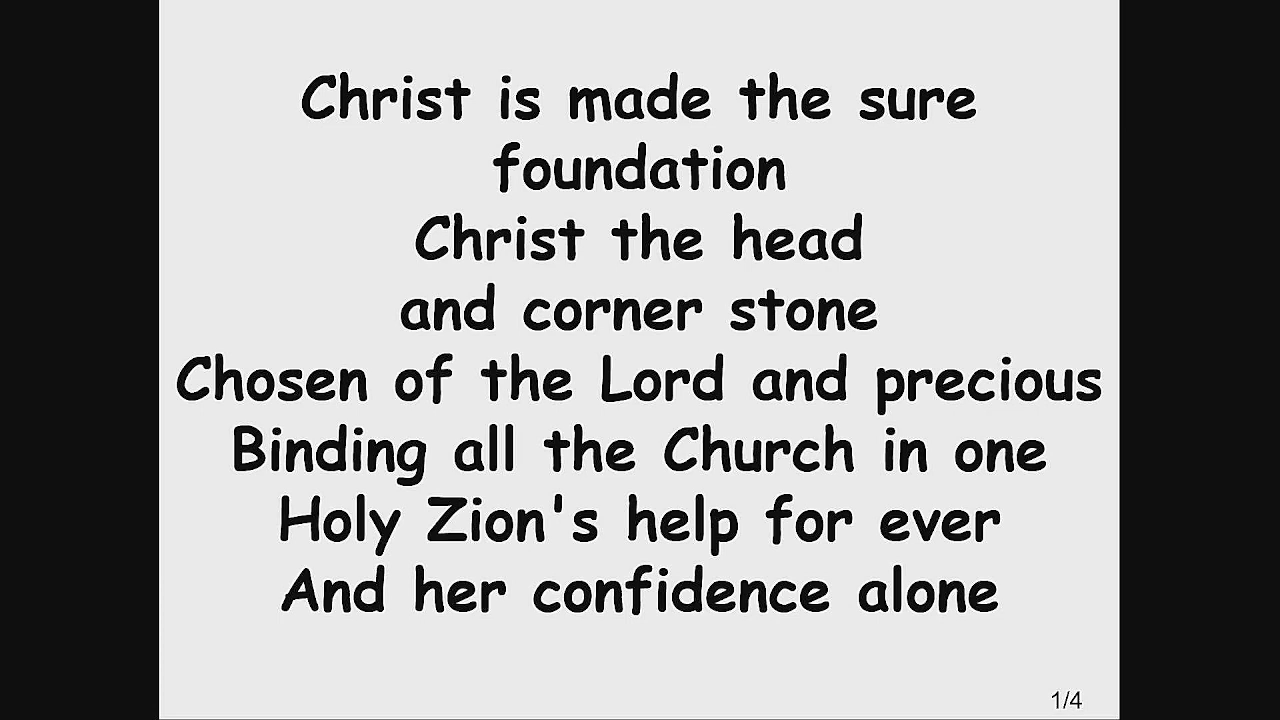 Christ is made the sure
foundation
Christ the head
and corner stone
Chosen of the Lord and precious
Binding all the Church in one
Holy Zion's help for ever
And her confidence alone
1/4